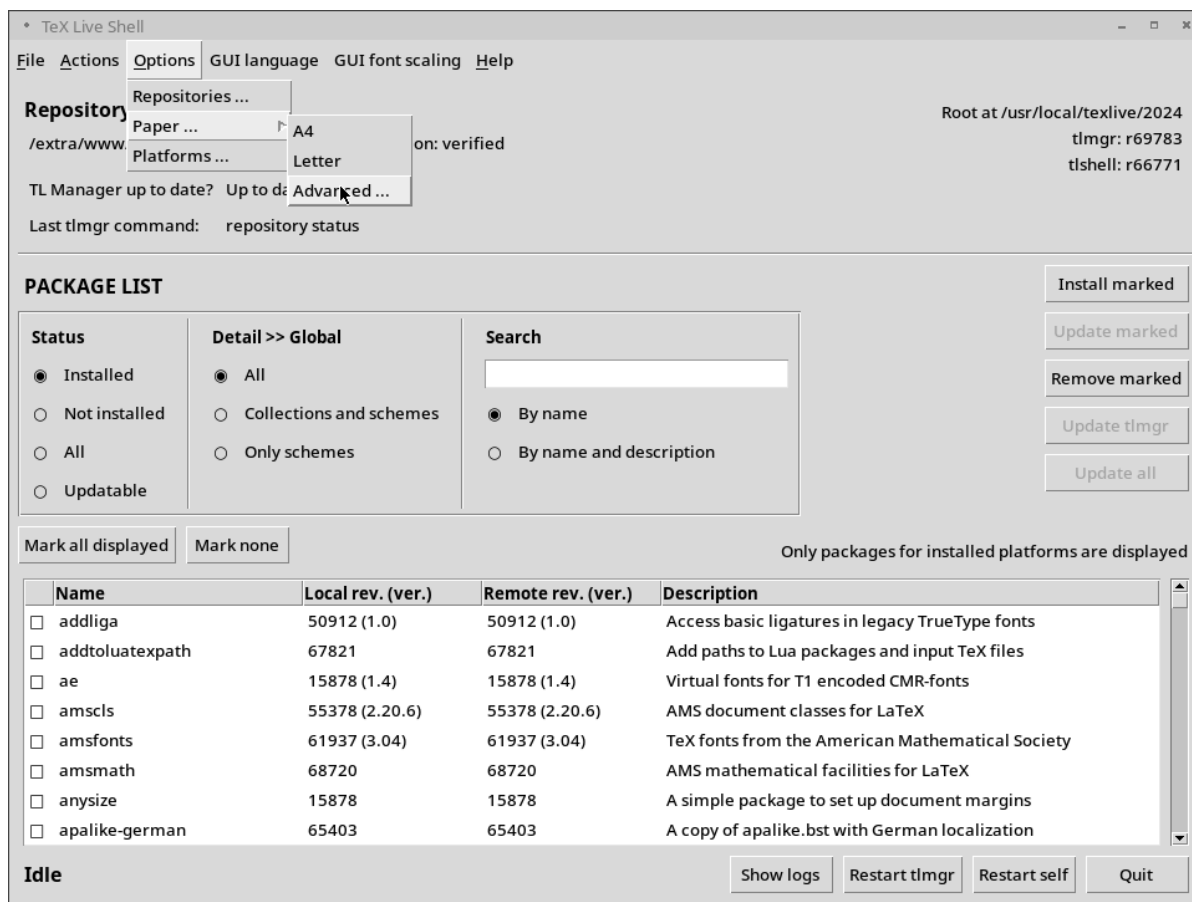 TeX Live Shell
File Actions Options GUI language GUI font scaling Help
Repositories ...
Paper ...
Platforms ...
A4
Letter
Advanced ...
Repository
/extra/www. on: verified
TL Manager up to date? Up to da
Last tlmgr command: repository status
Root at /usr/local/texlive/2024
tlmgr: r69783
tlshell: r66771
PACKAGE LIST
Status
Installed
Not installed
All
Updatable
Detail >> Global
All
Collections and schemes
Only schemes
Search
By name
By name and description
Install marked
Update marked
Remove marked
Update tlmgr
Update all
Mark all displayed Mark none
Only packages for installed platforms are displayed
Name Local rev. (ver.) Remote rev. (ver.) Description
addliga 50912 (1.0) 50912 (1.0) Access basic ligatures in legacy TrueType fonts
addtoluatexpath 67821 67821 Add paths to Lua packages and input TeX files
ae 15878 (1.4) 15878 (1.4) Virtual fonts for T1 encoded CMR-fonts
amscls 55378 (2.20.6) 55378 (2.20.6) AMS document classes for LaTeX
amsfonts 61937 (3.04) 61937 (3.04) TeX fonts from the American Mathematical Society
amsmath 68720 68720 AMS mathematical facilities for LaTeX
anysize 15878 15878 A simple package to set up document margins
apalike-german 65403 65403 A copy of apalike.bst with German localization
Idle Show logs Restart tlmgr Restart self Quit